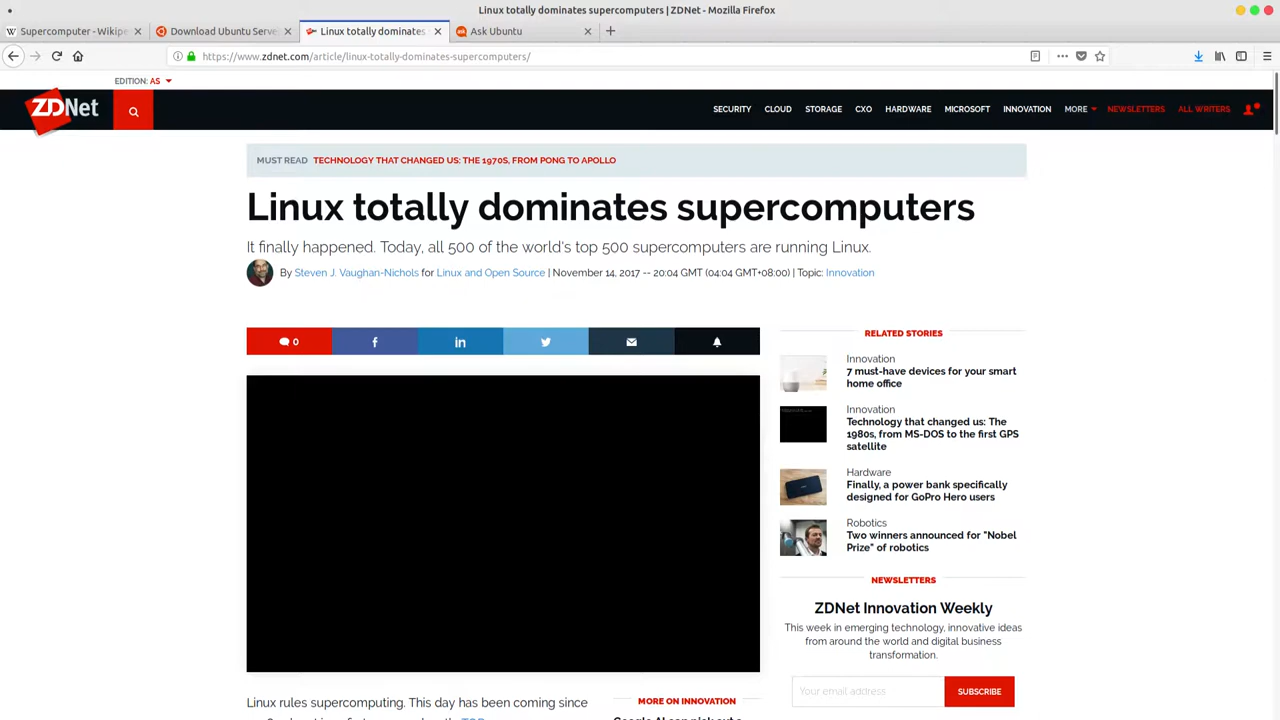 Linux totally dominates supercomputers | ZDNet - Mozilla Firefox
Supercomputer - Wikipe
Download Ubuntu Serve
Linux totally dominates
Ask Ubuntu
https://www.zdnet.com/article/linux-totally-dominates-supercomputers/
EDITION: AS
ZDNet
SECURITY CLOUD STORAGE CXO HARDWARE MICROSOFT INNOVATION MORE NEWSLETTERS ALL WRITERS
MUST READ TECHNOLOGY THAT CHANGED US: THE 1970S, FROM PONG TO APOLLO
Linux totally dominates supercomputers
It finally happened. Today, all 500 of the world's top 500 supercomputers are running Linux.
By Steven J. Vaughan-Nichols for Linux and Open Source | November 14, 2017 -- 20:04 GMT (04:04 GMT+08:00) | Topic: Innovation
0
RELATED STORIES
Innovation
7 must-have devices for your smart
home office
Innovation
Technology that changed us: The
1980s, from MS-DOS to the first GPS
satellite
Hardware
Finally, a power bank specifically
designed for GoPro Hero users
Robotics
Two winners announced for "Nobel
Prize" of robotics
NEWSLETTERS
ZDNet Innovation Weekly
This week in emerging technology, innovative ideas
from around the world and digital business
transformation.
Your email address
SUBSCRIBE
Linux rules supercomputing. This day has been coming since
MORE ON INNOVATION